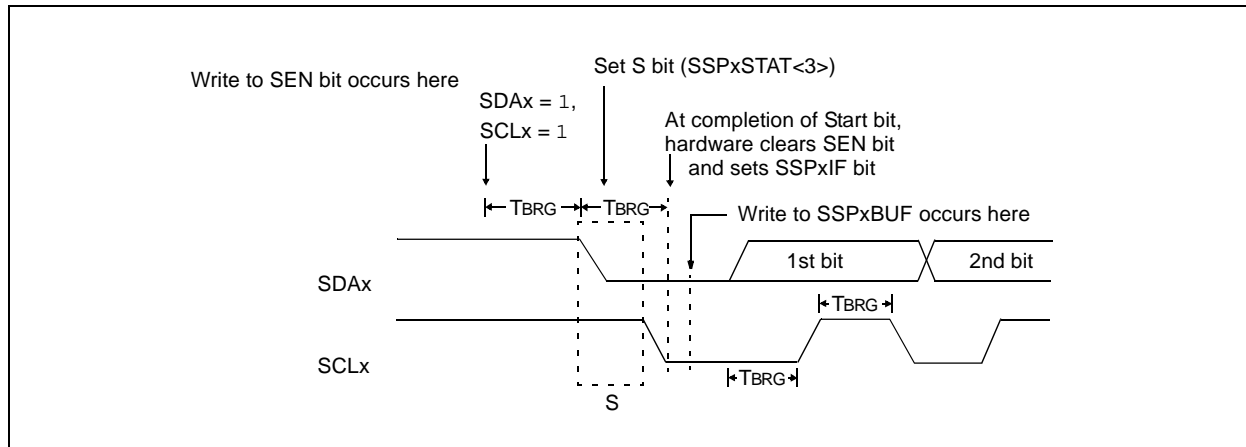 Write to SEN bit occurs here
Set S bit (SSPxSTAT<3>)
SDAx = 1,
SCLx = 1
At completion of Start bit,
hardware clears SEN bit
and sets SSPxIF bit
TBRG
TBRG
Write to SSPxBUF occurs here
SDAx
1st bit
2nd bit
TBRG
SCLx
TBRG
S